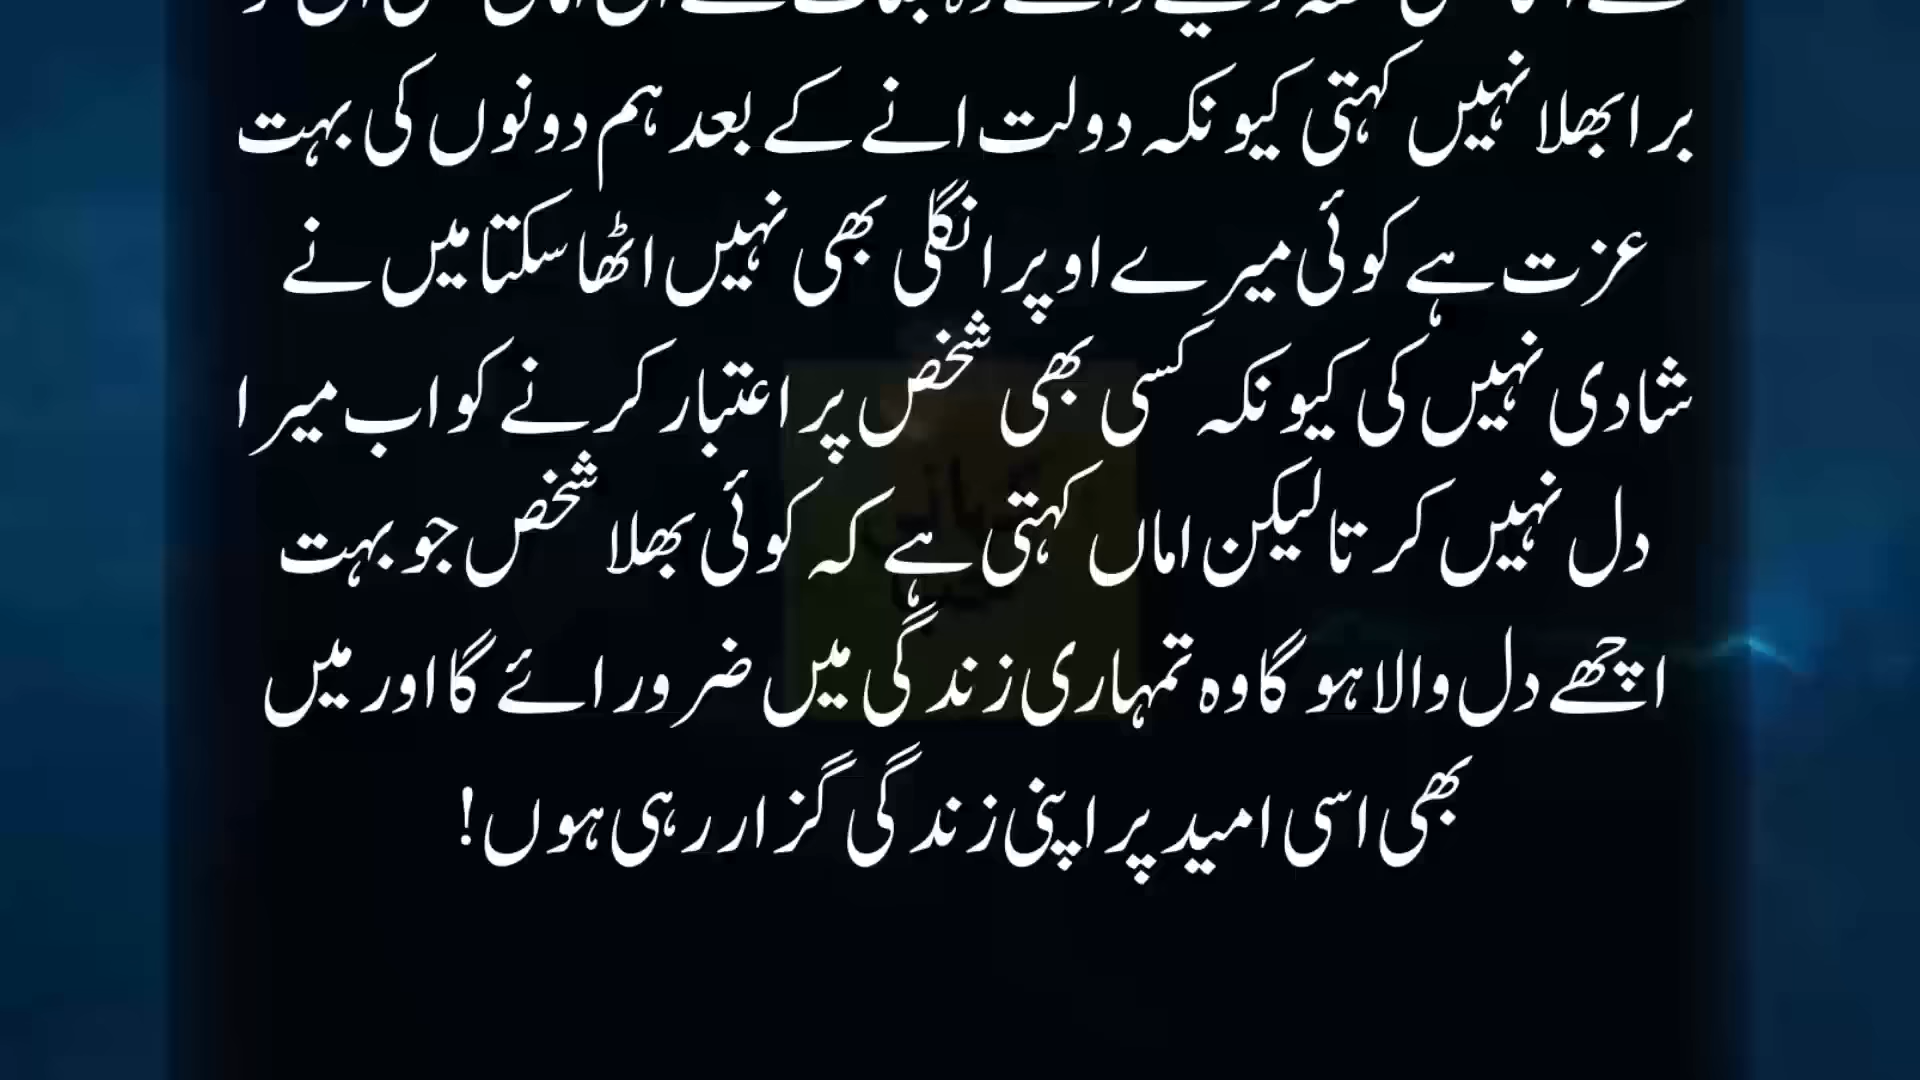 برا بھلا نہیں کہتی کیونکہ دولت انے کے بعد ہم دونوں کی بہت
عزت ہے کوئی میرے اوپر انگلی بھی نہیں اٹھا سکتا میں نے
شادی نہیں کی کیونکہ کسی بھی شخص پر اعتبار کرنے کو اب میرا
دل نہیں کرتا لیکن اماں کہتی ہے کہ کوئی بھلا شخص جو بہت
اچھے دل والا ہو گا وہ تمہاری زندگی میں ضرور ائے گا اور میں
بھی اسی امید پر اپنی زندگی گزار رہی ہوں!